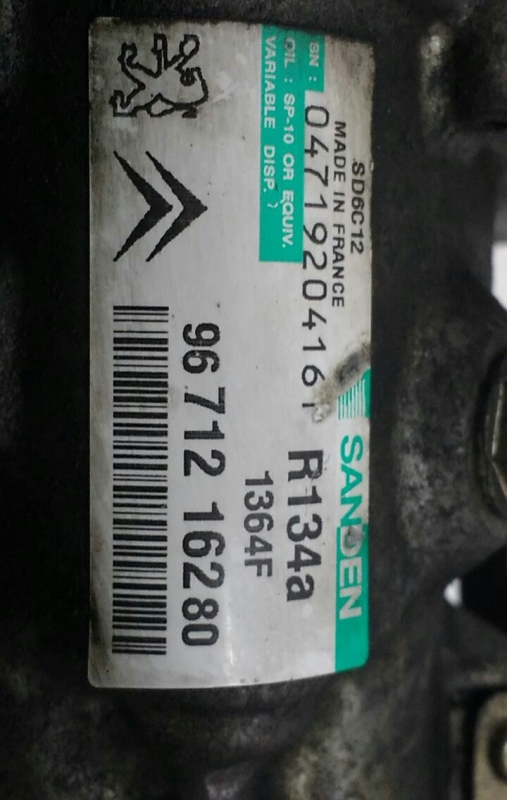 SD6C12
MADE IN FRANCE
SANDEN
SN :
0471920416
R134a
OIL : SP-10 OR EQUIV.
VARIABLE DISP.
1364F
96 712 162 80